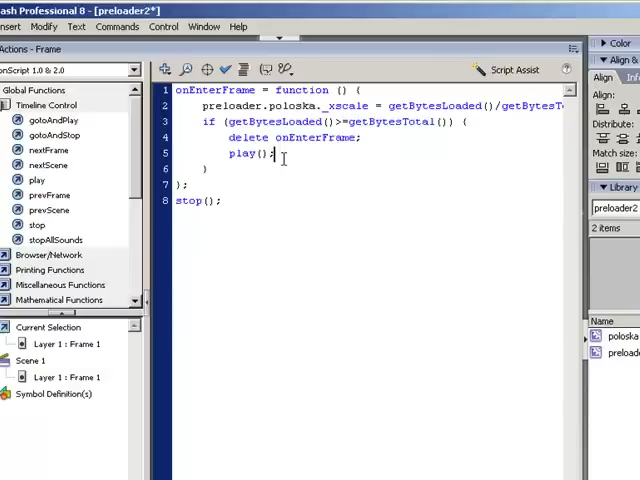 ash Professional 8 - [preloader2*]
nsert Modify Text Commands Control Window Help
Actions - Frame
onScript 1.0 & 2.0
Script Assist
Global Functions
Timeline Control
gotoAndPlay
gotoAndStop
nextFrame
nextScene
play
prevFrame
prevScene
stop
stopAllSounds
Browser/Network
Printing Functions
Miscellaneous Functions
Mathematical Functions
Current Selection
Layer 1 : Frame 1
Scene 1
Layer 1 : Frame 1
Symbol Definition(s)
1 onEnterFrame = function () {
2 preloader.poloska._xscale = getBytesLoaded()/getBytesTo
3 if (getBytesLoaded()>=getBytesTotal()) {
4 delete onEnterFrame;
5 play();
6 }
7 };
8 stop();
Color
Align &
Align Inf
Align:
Distribute:
Match size:
Library
preloader2
2 items
Name
poloska
preloade